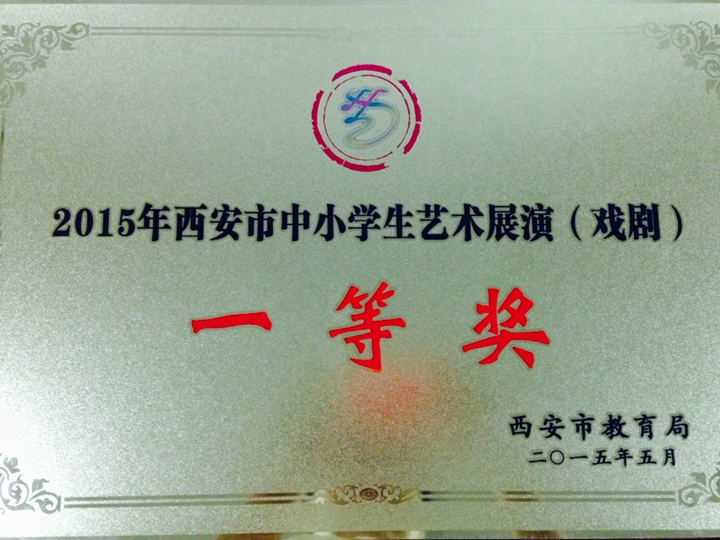 2015年西安市中小学生艺术展演（戏剧）
一等奖
西安市教育局
二〇一五年五月